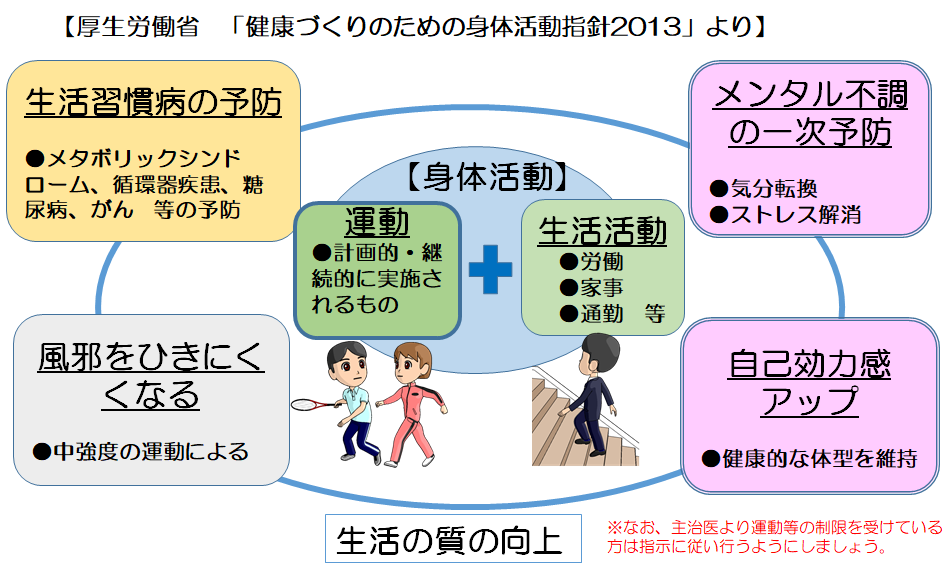 【厚生労働省　「健康づくりのための身体活動指針2013」より】
生活習慣病の予防
●メタボリックシンド
ローム、循環器疾患、糖
尿病、がん　等の予防
メンタル不調
の一次予防
●気分転換
●ストレス解消
【身体活動】
運動
●計画的・継
続的に実施さ
れるもの
生活活動
●労働
●家事
●通勤　等
風邪をひきにく
くなる
●中強度の運動による
自己効力感
アップ
●健康的な体型を維持
生活の質の向上
※なお、主治医より運動等の制限を受けている
方は指示に従い行うようにしましょう。